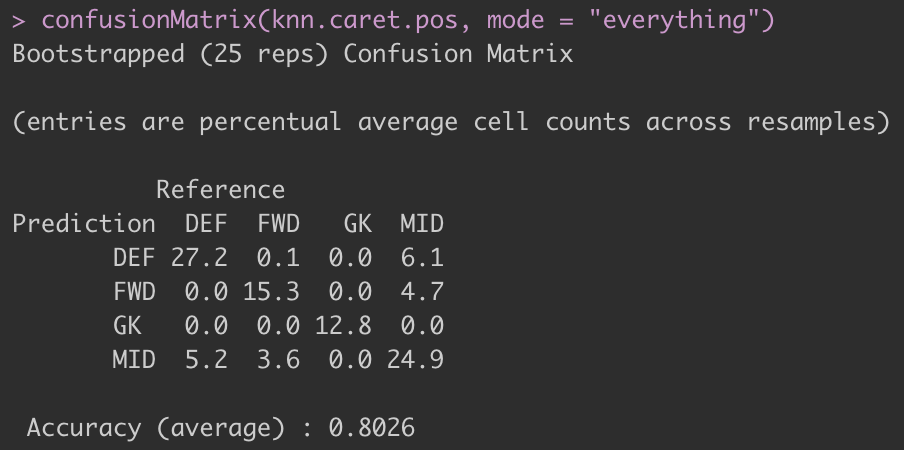 > confusionMatrix(knn.caret.pos, mode = "everything")
Bootstrapped (25 reps) Confusion Matrix
(entries are percentual average cell counts across resamples)
Reference
Prediction DEF FWD GK MID
DEF 27.2 0.1 0.0 6.1
FWD 0.0 15.3 0.0 4.7
GK 0.0 0.0 12.8 0.0
MID 5.2 3.6 0.0 24.9
Accuracy (average) : 0.8026